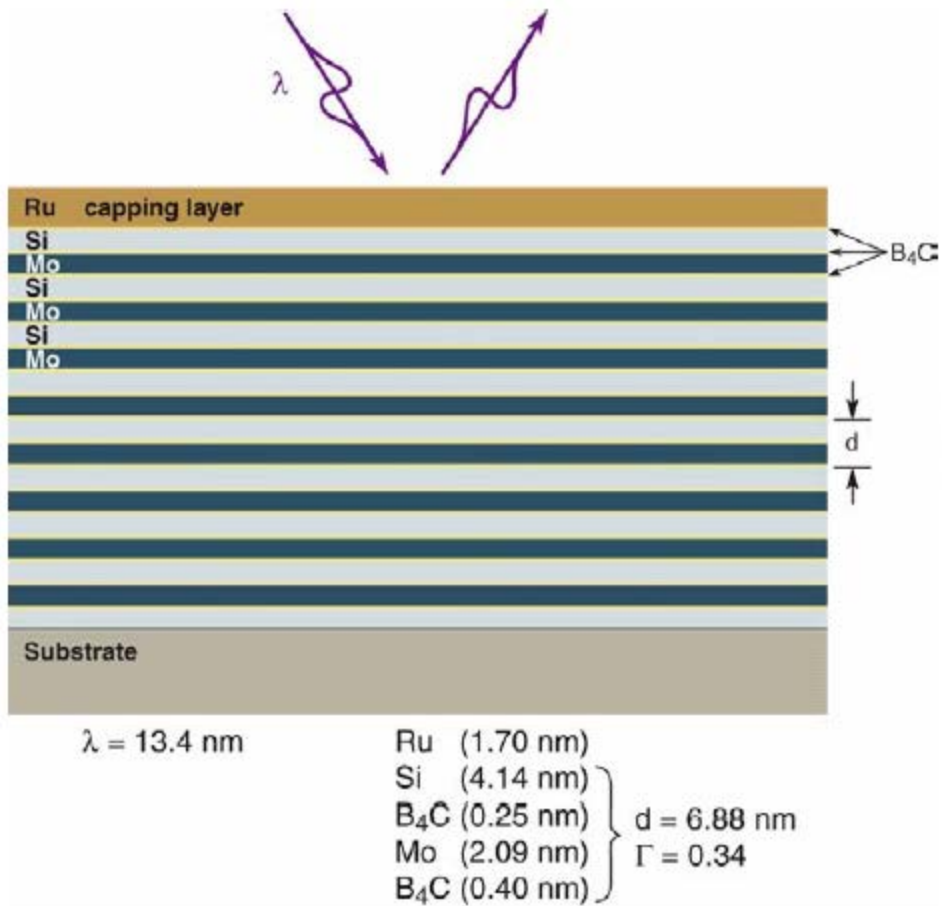 λ
Ru capping layer
Si
B₄C
Mo
Si
Mo
Si
Mo
d
Substrate
λ = 13.4 nm
Ru (1.70 nm)
Si (4.14 nm)
B₄C (0.25 nm)
d = 6.88 nm
Mo (2.09 nm)
Γ = 0.34
B₄C (0.40 nm)